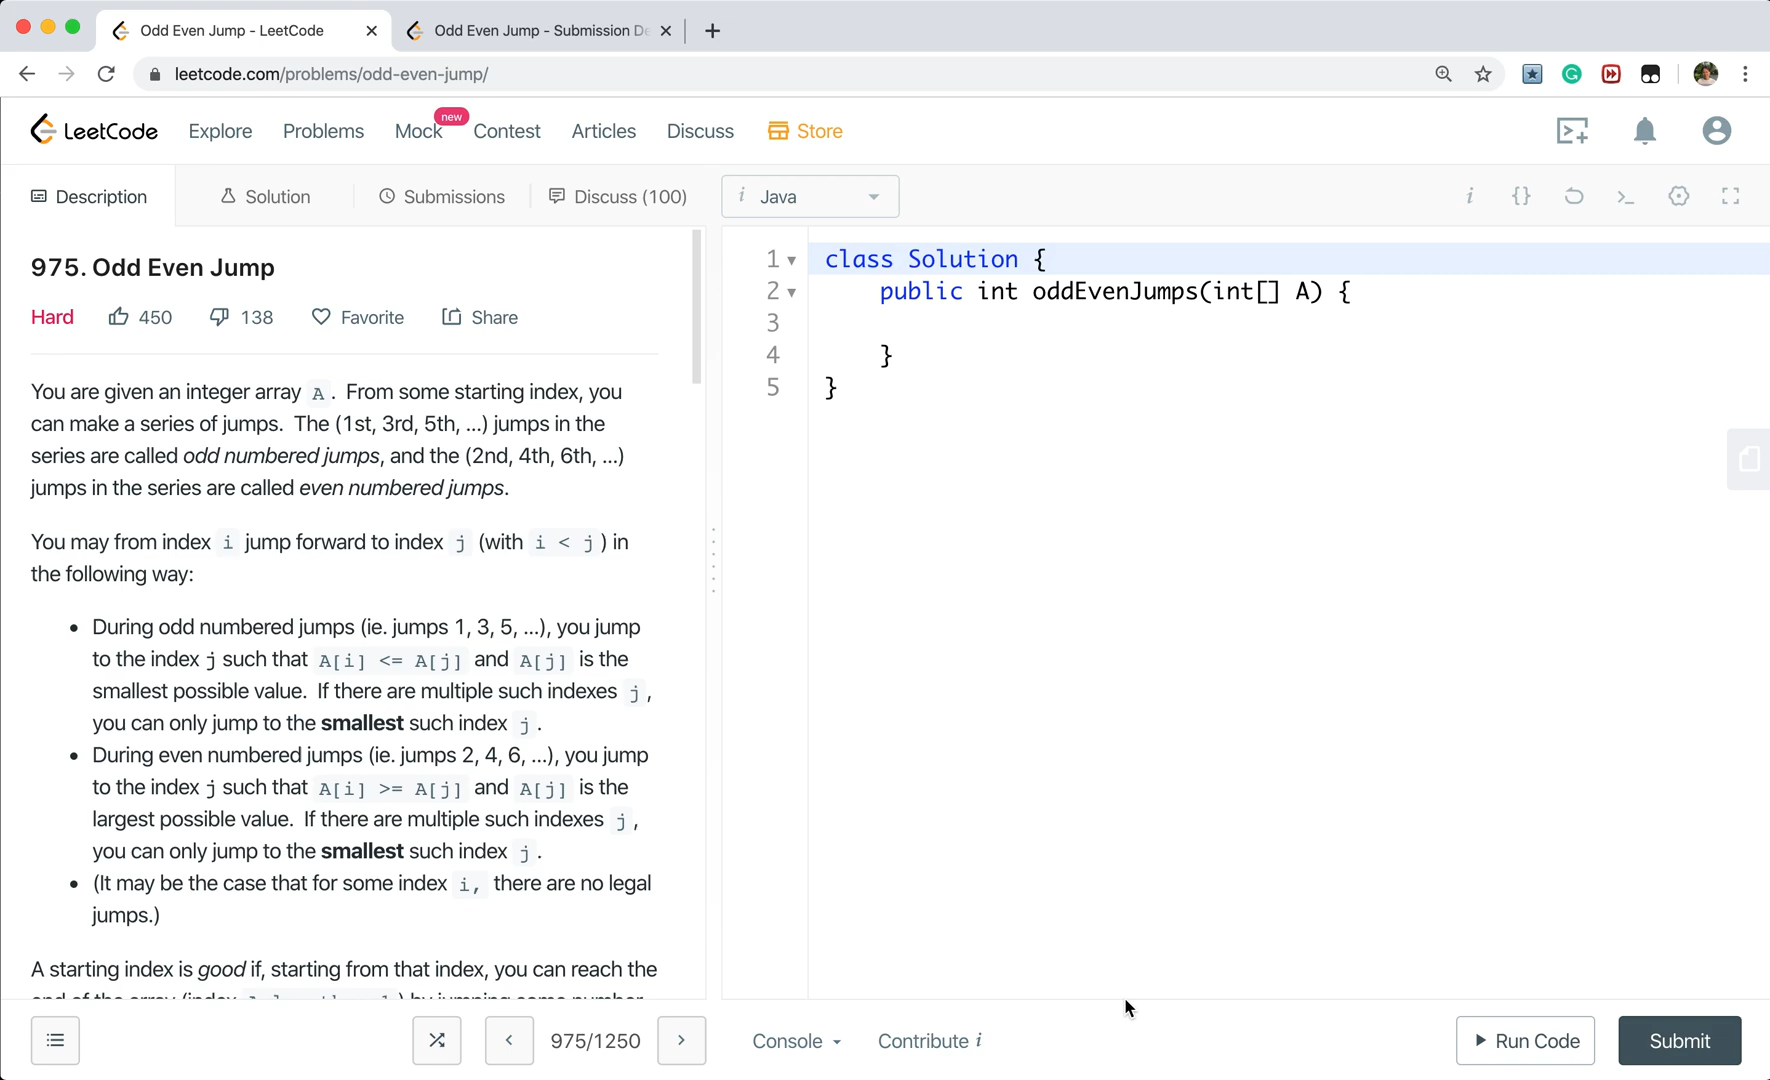 Odd Even Jump - LeetCode
Odd Even Jump - Submission De
leetcode.com/problems/odd-even-jump/
LeetCode
Explore
Problems
Mock
new
Contest
Articles
Discuss
Store
Description
Solution
Submissions
Discuss (100)
i Java
975. Odd Even Jump
Hard
450
138
Favorite
Share
You are given an integer array A . From some starting index, you
can make a series of jumps. The (1st, 3rd, 5th, ...) jumps in the
series are called odd numbered jumps, and the (2nd, 4th, 6th, ...)
jumps in the series are called even numbered jumps.
You may from index i jump forward to index j (with i < j ) in
the following way:
• During odd numbered jumps (ie. jumps 1, 3, 5, ...), you jump
to the index j such that A[i] <= A[j] and A[j] is the
smallest possible value. If there are multiple such indexes j ,
you can only jump to the smallest such index j .
• During even numbered jumps (ie. jumps 2, 4, 6, ...), you jump
to the index j such that A[i] >= A[j] and A[j] is the
largest possible value. If there are multiple such indexes j ,
you can only jump to the smallest such index j .
• (It may be the case that for some index i, there are no legal
jumps.)
A starting index is good if, starting from that index, you can reach the
1 class Solution {
2 public int oddEvenJumps(int[] A) {
3
4 }
5 }
975/1250
Console
Contribute i
Run Code
Submit